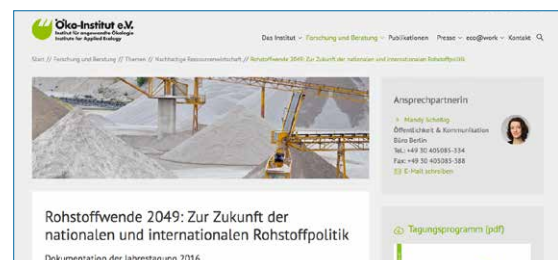 Öko-Institut e.V.
Institut für angewandte Ökologie
Institute for Applied Ecology
Das Institut
Forschung und Beratung
Publikationen
Presse
eco@work
Kontakt
Start // Forschung und Beratung // Themen // Nachhaltige Ressourcenwirtschaft // Rohstoffwende 2049: Zur Zukunft der nationalen und internationalen Rohstoffpolitik
Ansprechpartnerin
Öffentlichkeit & Kommunikation
Büro Berlin
Tel.: +49 30 405085-334
Fax: +49 30 405085-388
E-Mail schreiben
Rohstoffwende 2049: Zur Zukunft der
nationalen und internationalen Rohstoffpolitik
Dokumentation der Jahrestagung 2016
Tagungsprogramm (pdf)